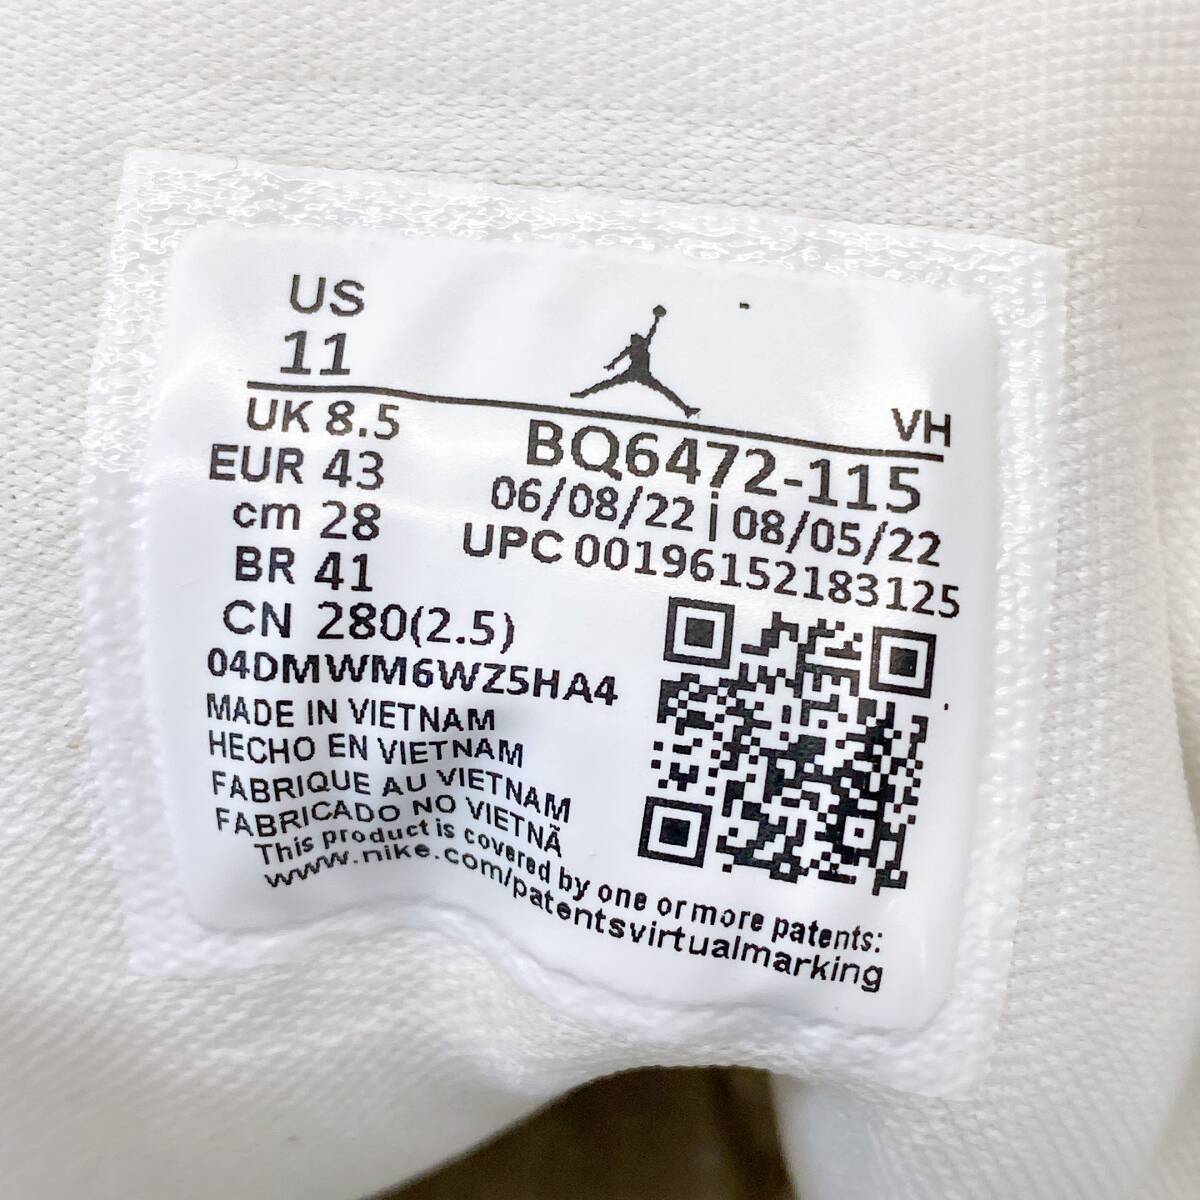 US
11
UK 8.5
EUR 43
cm 28
BR 41
CN 280(2.5)
04DMWM6WZ5HA4
MADE IN VIETNAM
HECHO EN VIETNAM
FABRIQUE AU VIETNAM
FABRICADO NO VIETNÃ
This product is covered by one or more patents:
www.nike.com/patentsvirtualmarking
VH
BQ6472-115
06/08/22 | 08/05/22
UPC 00196152183125